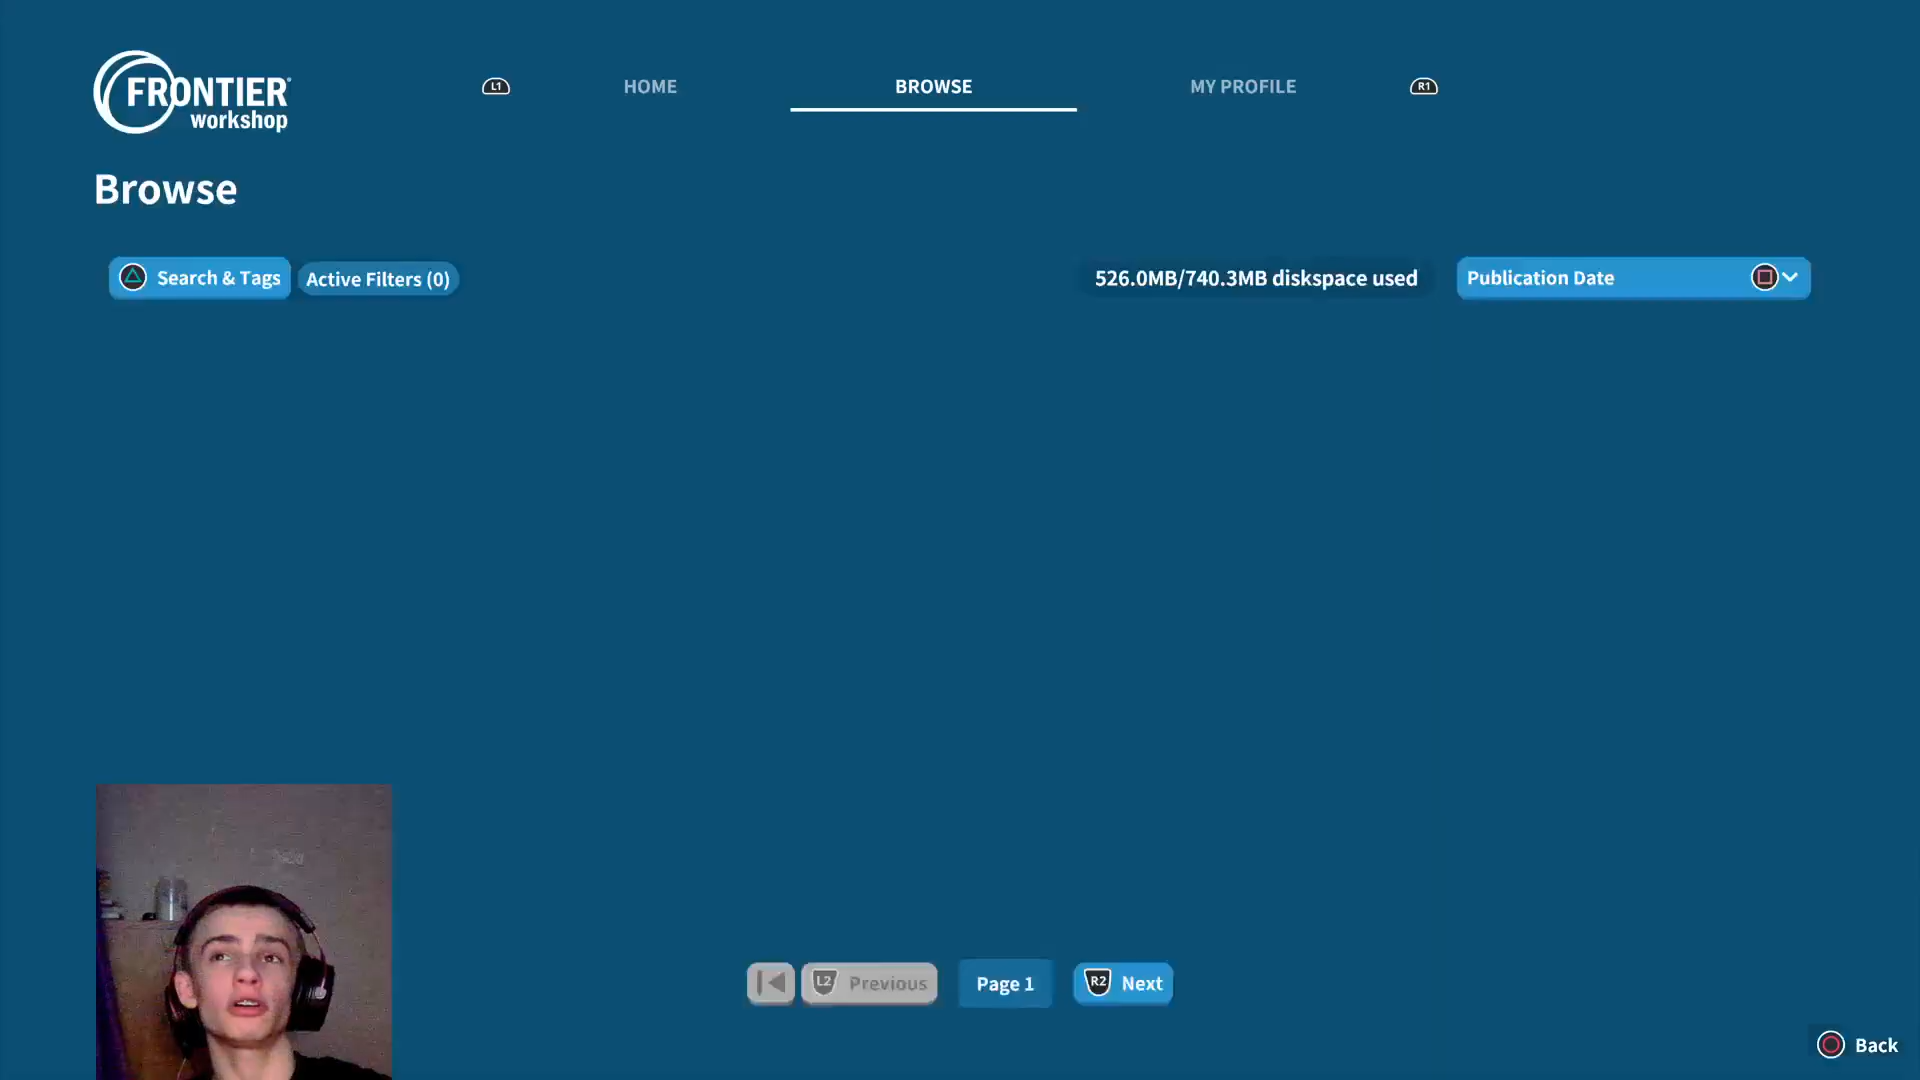 FRONTIER
workshop
L1
HOME
BROWSE
MY PROFILE
R1
Browse
Search & Tags
Active Filters (0)
526.0MB/740.3MB diskspace used
Publication Date
L2 Previous
Page 1
R2 Next
Back